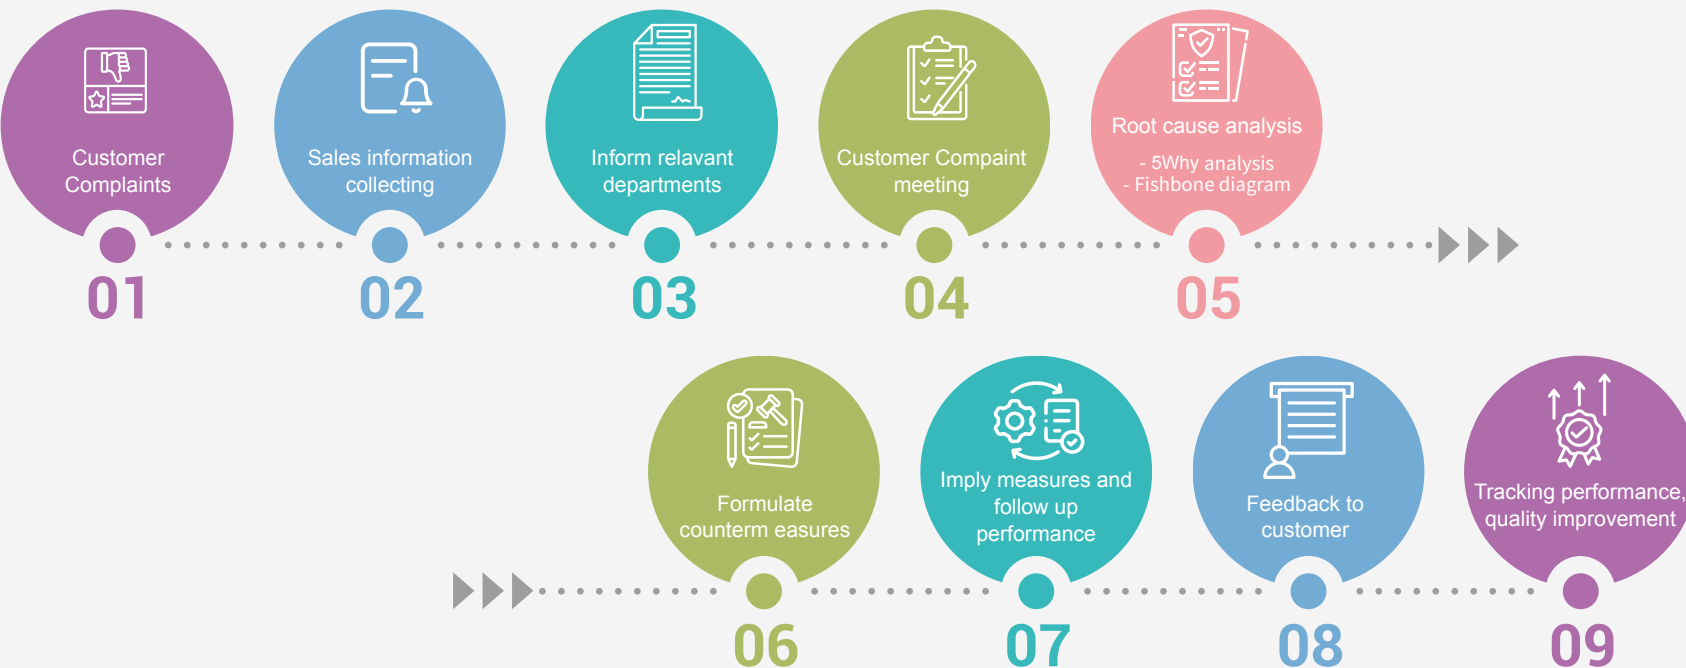 Customer
Complaints
01
Sales information
collecting
02
Inform relavant
departments
03
Customer Compaint
meeting
04
Root cause analysis
- 5Why analysis
- Fishbone diagram
05
Formulate
counterm easures
06
Imply measures and
follow up
performance
07
Feedback to
customer
08
Tracking performance,
quality improvement
09